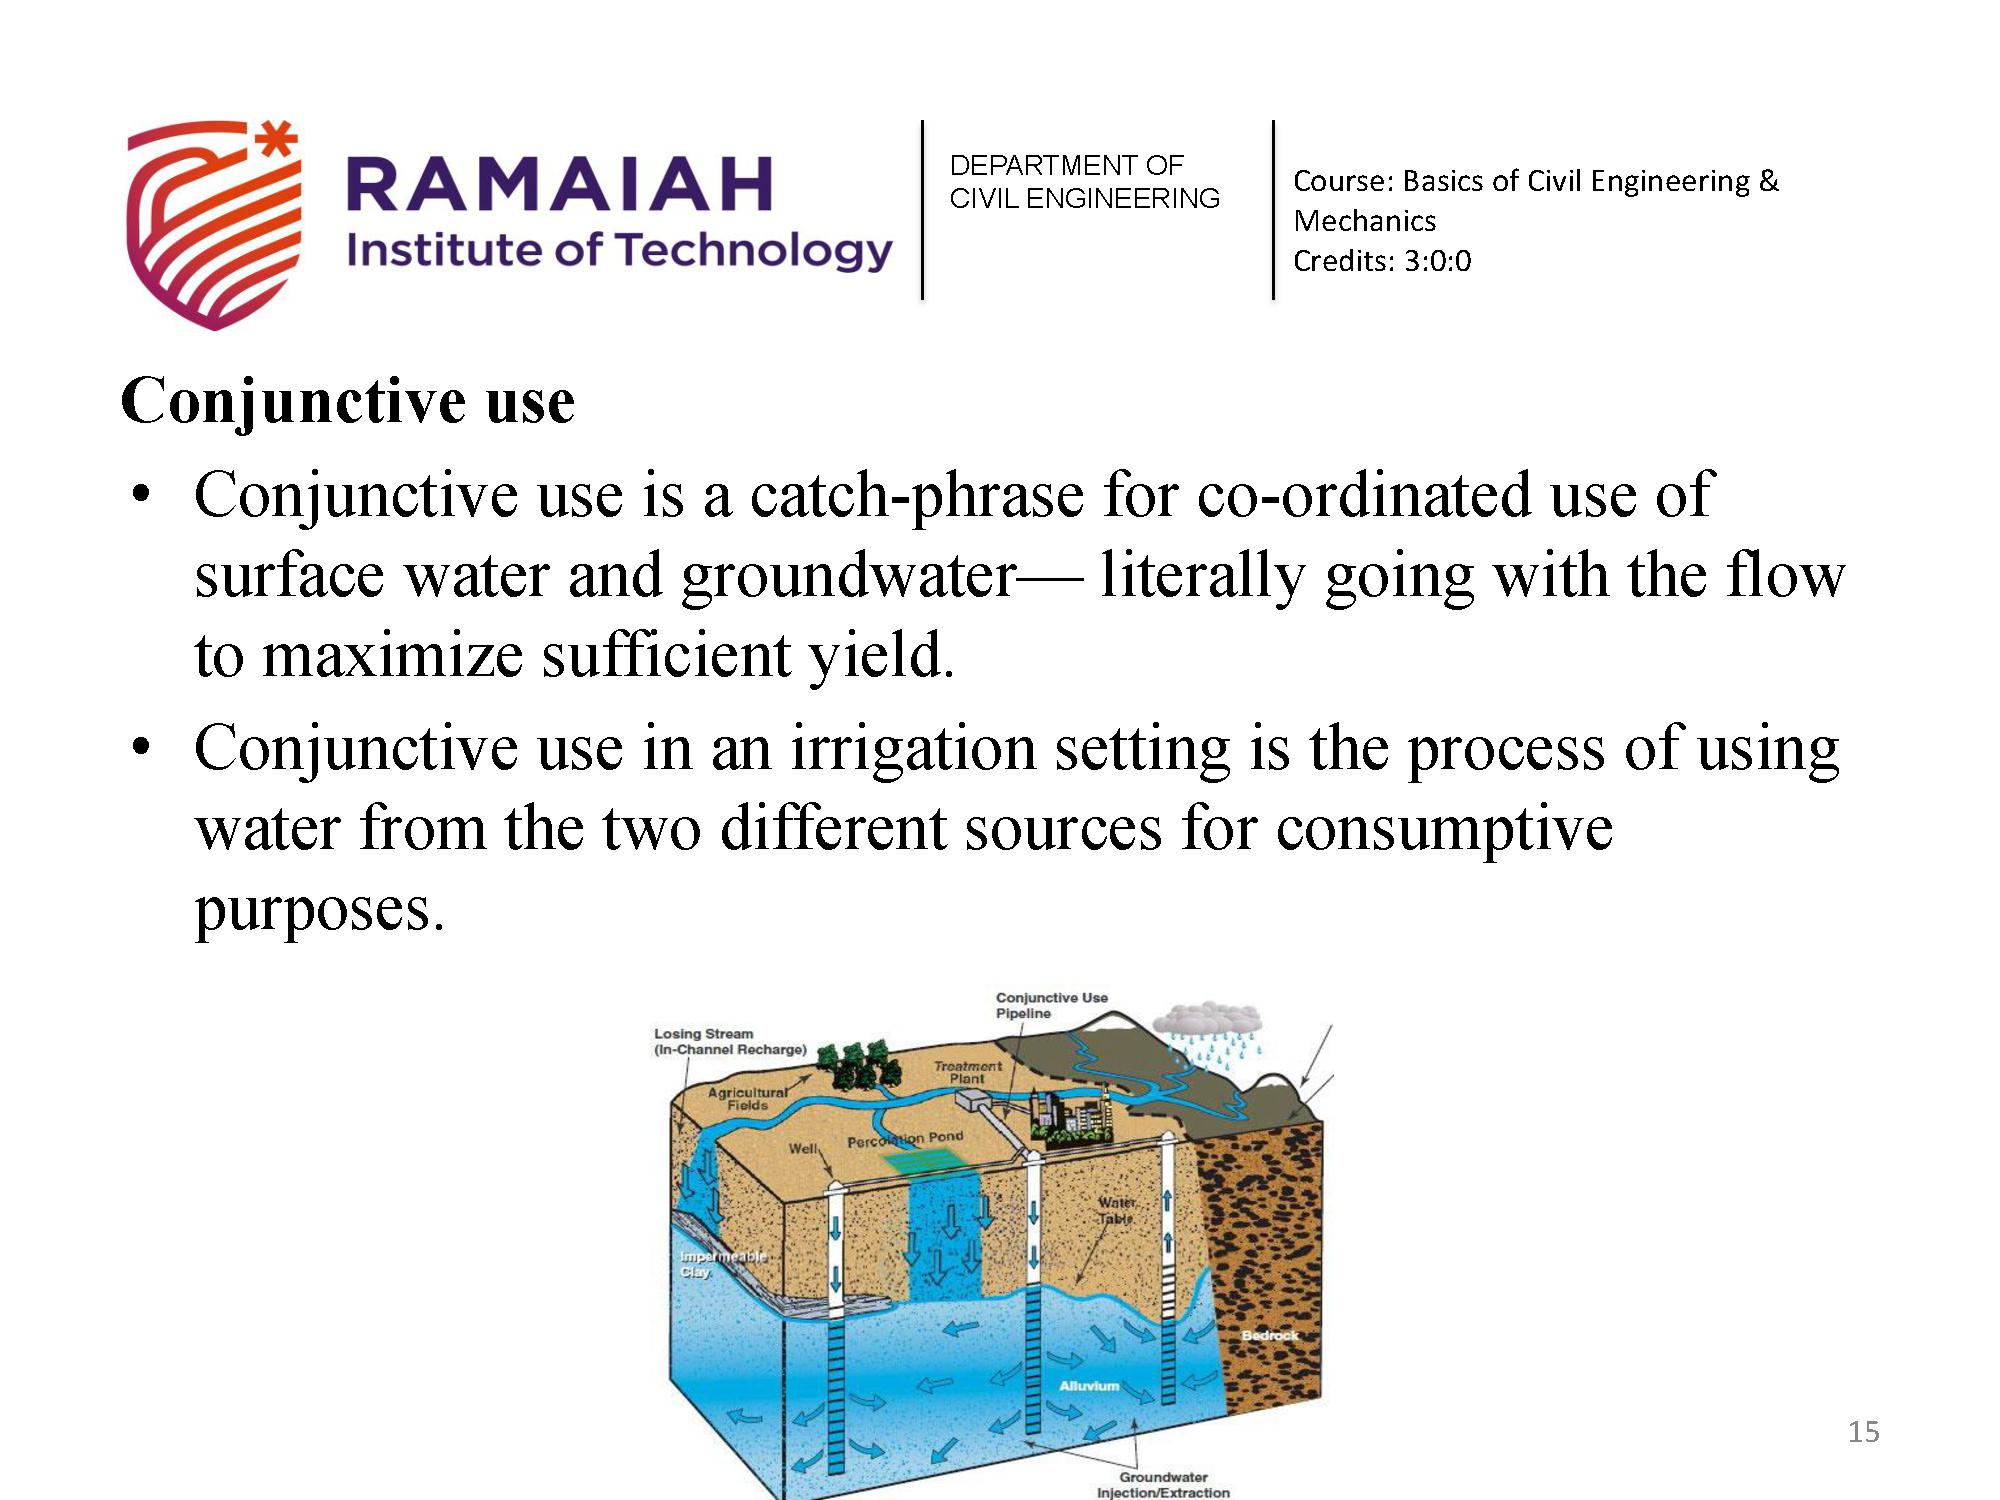 RAMAIAH
Institute of Technology
DEPARTMENT OF
CIVIL ENGINEERING
Course: Basics of Civil Engineering &
Mechanics
Credits: 3:0:0
Conjunctive use
• Conjunctive use is a catch-phrase for co-ordinated use of
surface water and groundwater— literally going with the flow
to maximize sufficient yield.
• Conjunctive use in an irrigation setting is the process of using
water from the two different sources for consumptive
purposes.
Conjunctive Use
Pipeline
Losing Stream
(In-Channel Recharge)
Treatment
Plant
Agricultural
Fields
Well
Percolation Pond
Water
Table
Impermeable
Clay
Bedrock
Alluvium
Groundwater
Injection/Extraction
15